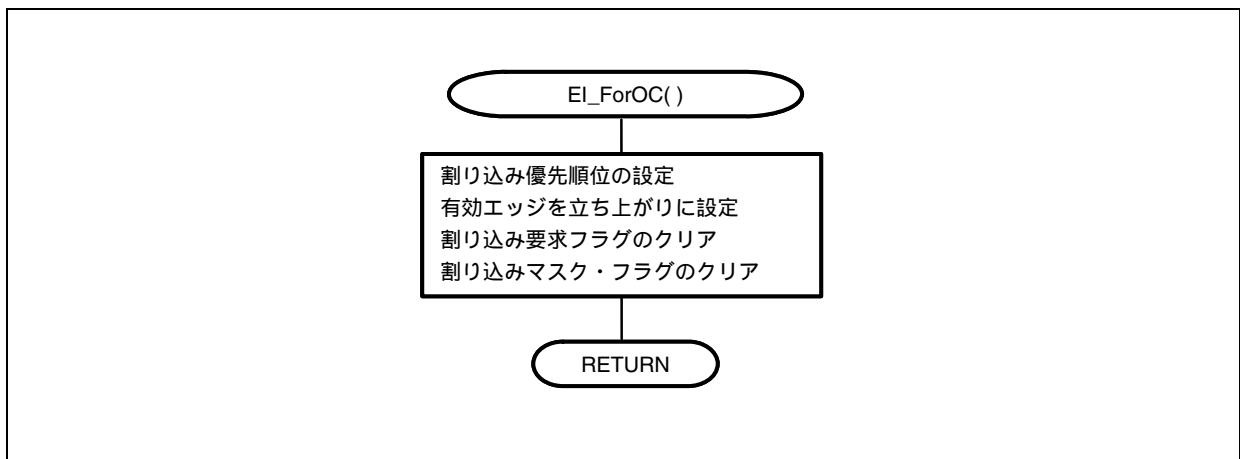 EI_ForOC( )
割り込み優先順位の設定
有効エッジを立ち上がりに設定
割り込み要求フラグのクリア
割り込みマスク・フラグのクリア
RETURN